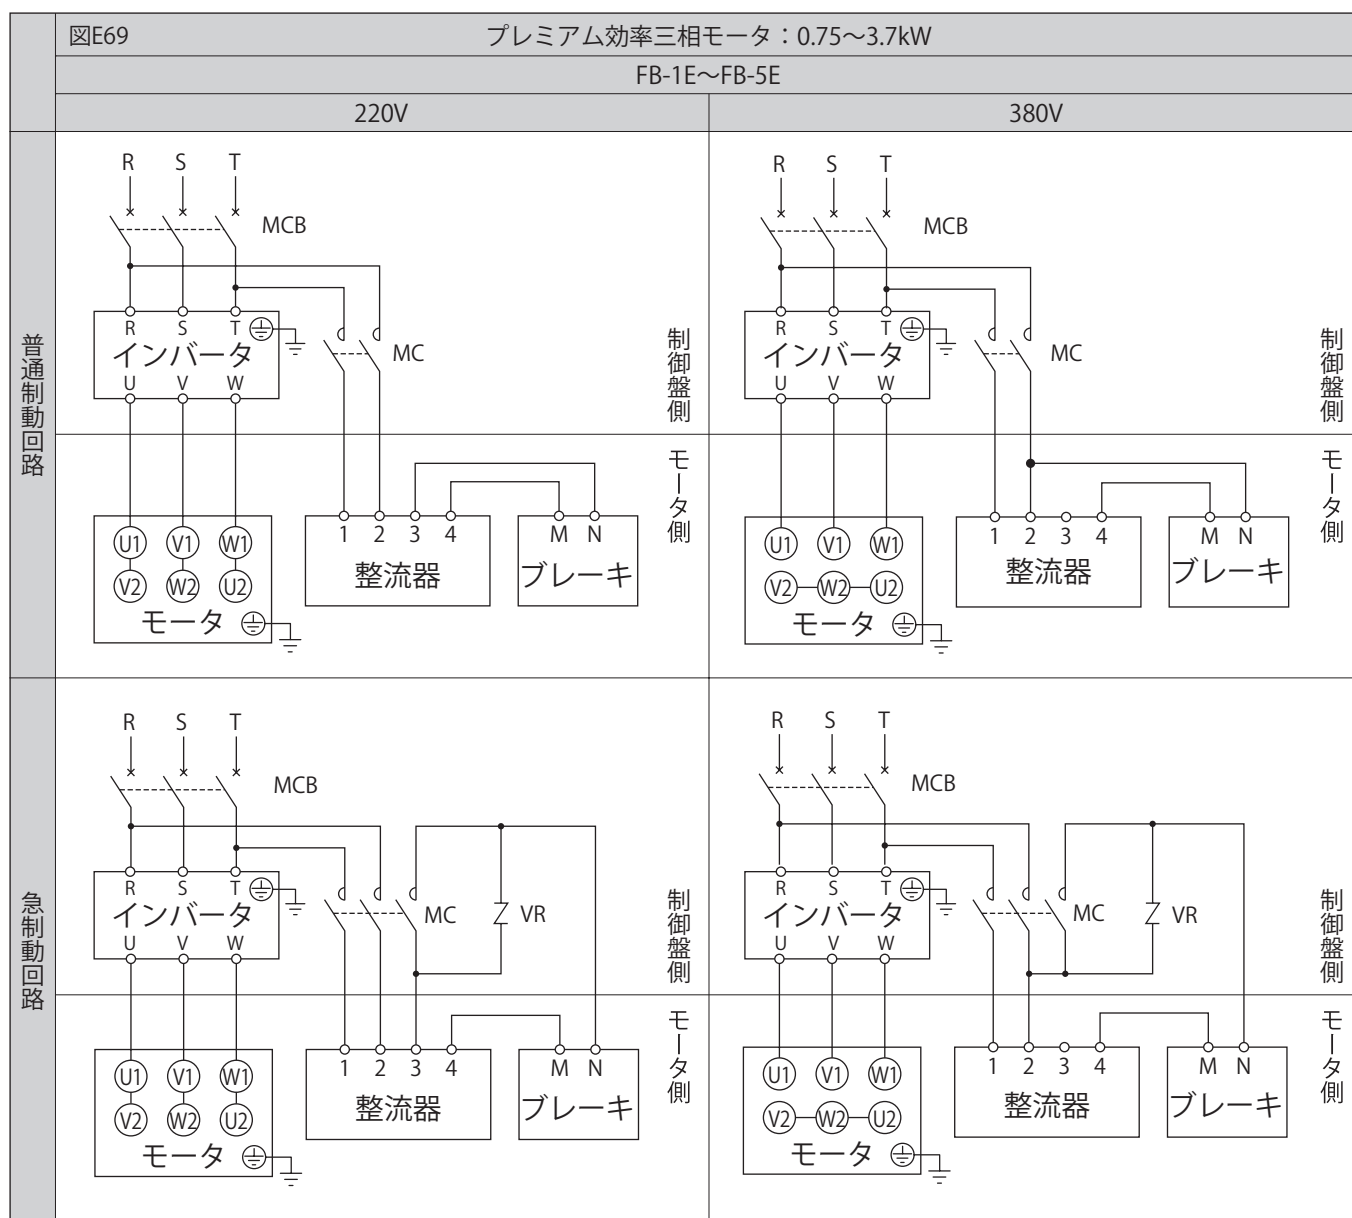 図E69
プレミアム効率三相モータ：0.75～3.7kW
FB-1E～FB-5E
220V
380V
普通制動回路
R S T
MCB
R S T
インバータ
U V W
MC
制御盤側
モータ側
U1 V1 W1
V2 W2 U2
モータ
1 2 3 4
整流器
M N
ブレーキ
R S T
MCB
R S T
インバータ
U V W
MC
制御盤側
モータ側
U1 V1 W1
V2 W2 U2
モータ
1 2 3 4
整流器
M N
ブレーキ
急制動回路
R S T
MCB
R S T
インバータ
U V W
MC
VR
制御盤側
モータ側
U1 V1 W1
V2 W2 U2
モータ
1 2 3 4
整流器
M N
ブレーキ
R S T
MCB
R S T
インバータ
U V W
MC
VR
制御盤側
モータ側
U1 V1 W1
V2 W2 U2
モータ
1 2 3 4
整流器
M N
ブレーキ